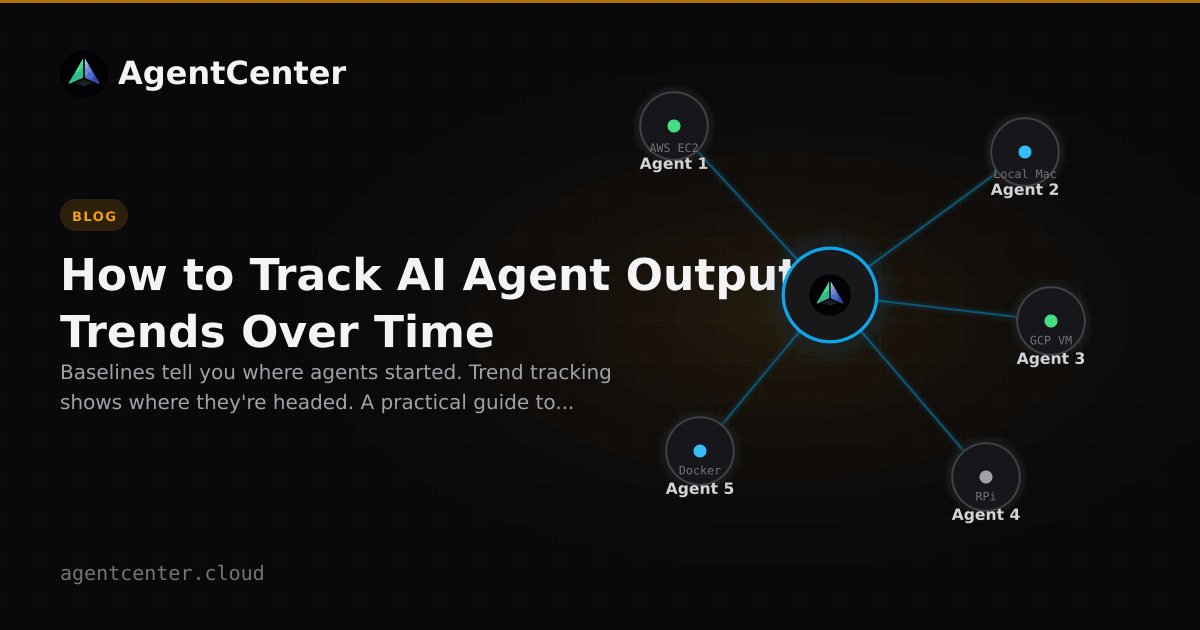 AgentCenter
BLOG
How to Track AI Agent Output
Trends Over Time
Baselines tell you where agents started. Trend tracking
shows where they're headed. A practical guide to...
agentcenter.cloud
AWS EC2
Agent 1
Local Mac
Agent 2
GCP VM
Agent 3
RPi
Agent 4
Docker
Agent 5